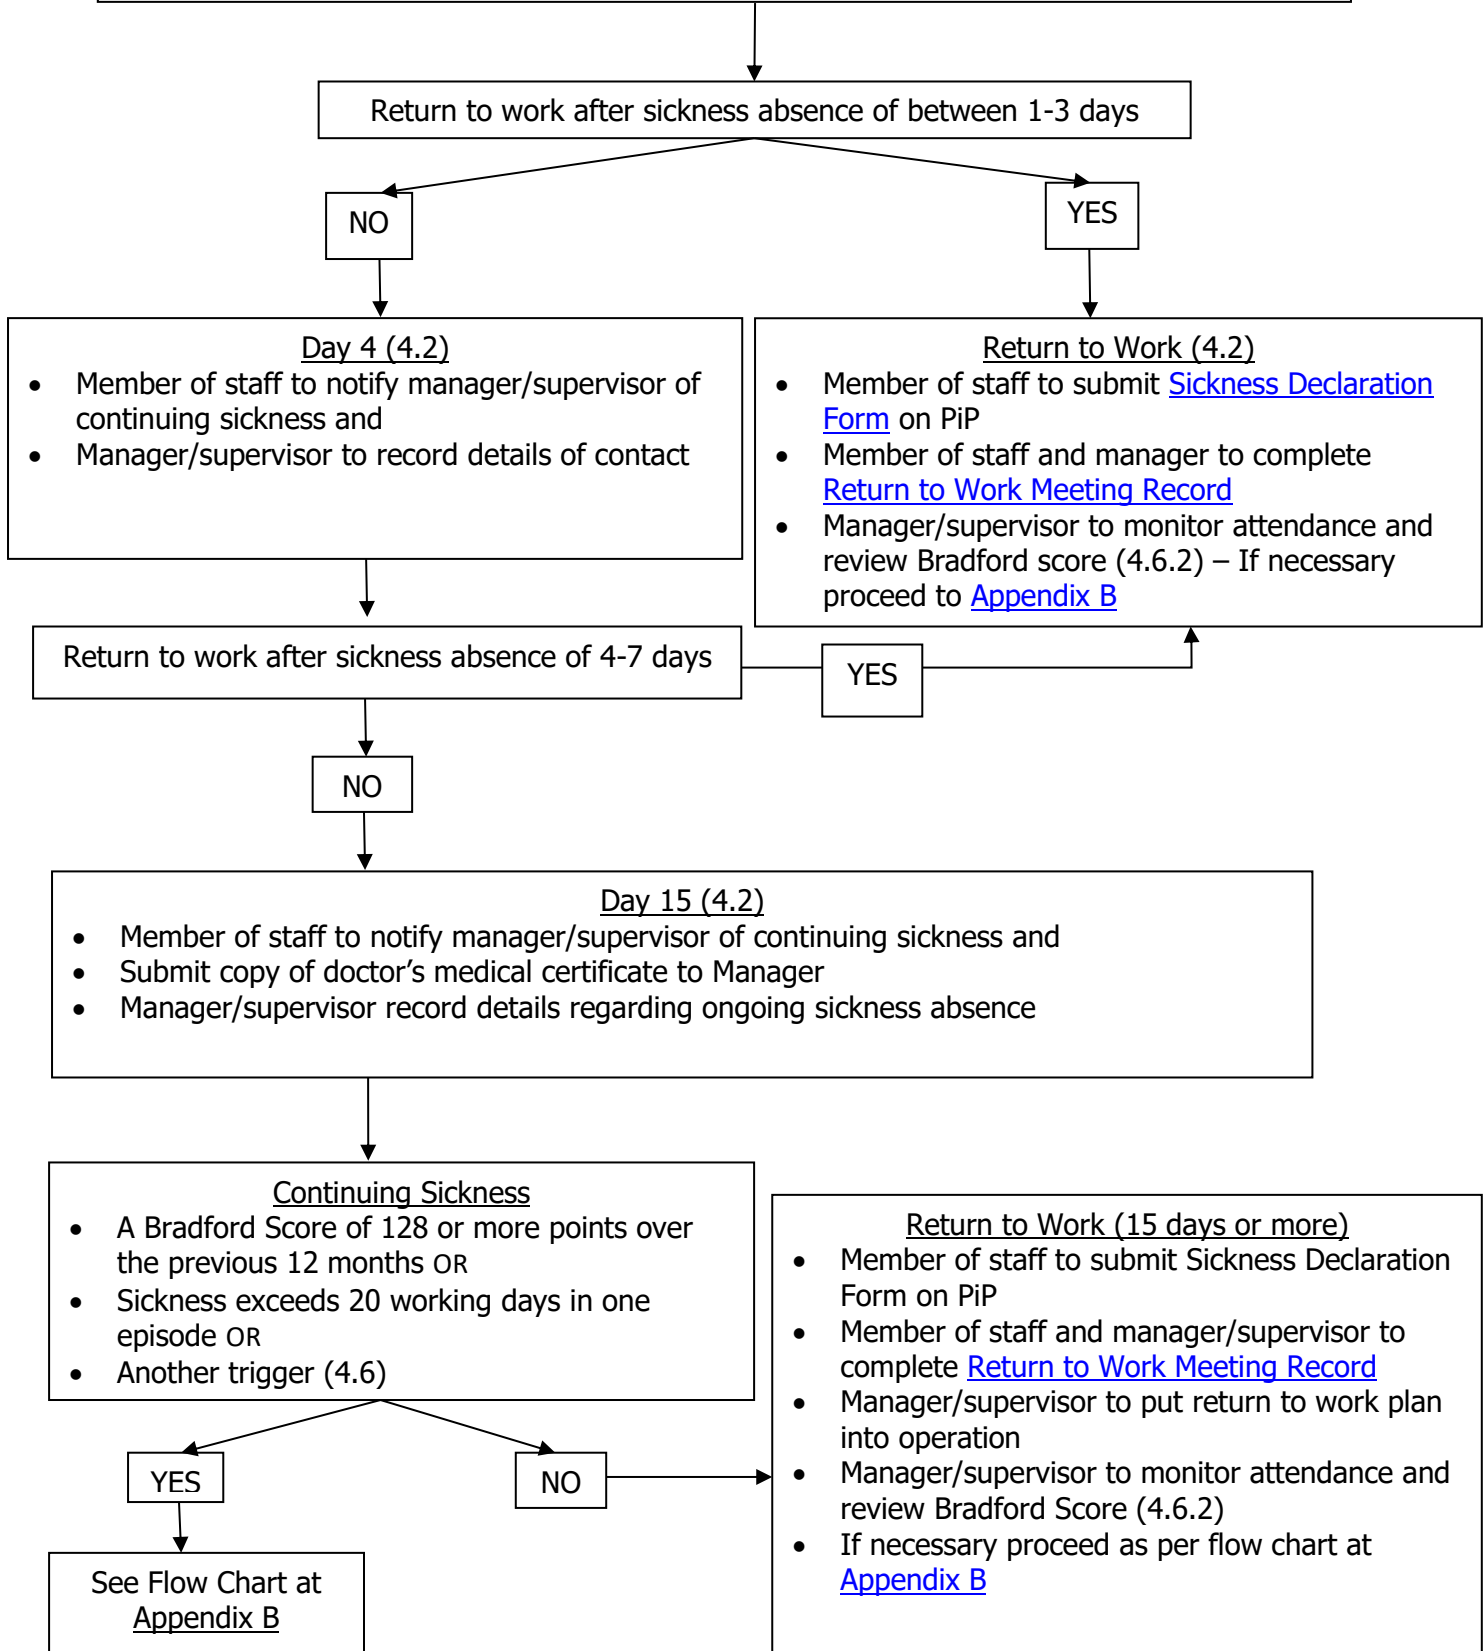 Return to work after sickness absence of between 1-3 days
NO
YES
Day 4 (4.2)
• Member of staff to notify manager/supervisor of
continuing sickness and
• Manager/supervisor to record details of contact
Return to Work (4.2)
• Member of staff to submit Sickness Declaration
Form on PiP
• Member of staff and manager to complete
Return to Work Meeting Record
• Manager/supervisor to monitor attendance and
review Bradford score (4.6.2) – If necessary
proceed to Appendix B
Return to work after sickness absence of 4-7 days
YES
NO
Day 15 (4.2)
• Member of staff to notify manager/supervisor of continuing sickness and
• Submit copy of doctor’s medical certificate to Manager
• Manager/supervisor record details regarding ongoing sickness absence
Continuing Sickness
• A Bradford Score of 128 or more points over
the previous 12 months OR
• Sickness exceeds 20 working days in one
episode OR
• Another trigger (4.6)
YES
NO
See Flow Chart at
Appendix B
Return to Work (15 days or more)
• Member of staff to submit Sickness Declaration
Form on PiP
• Member of staff and manager/supervisor to
complete Return to Work Meeting Record
• Manager/supervisor to put return to work plan
into operation
• Manager/supervisor to monitor attendance and
review Bradford Score (4.6.2)
• If necessary proceed as per flow chart at
Appendix B